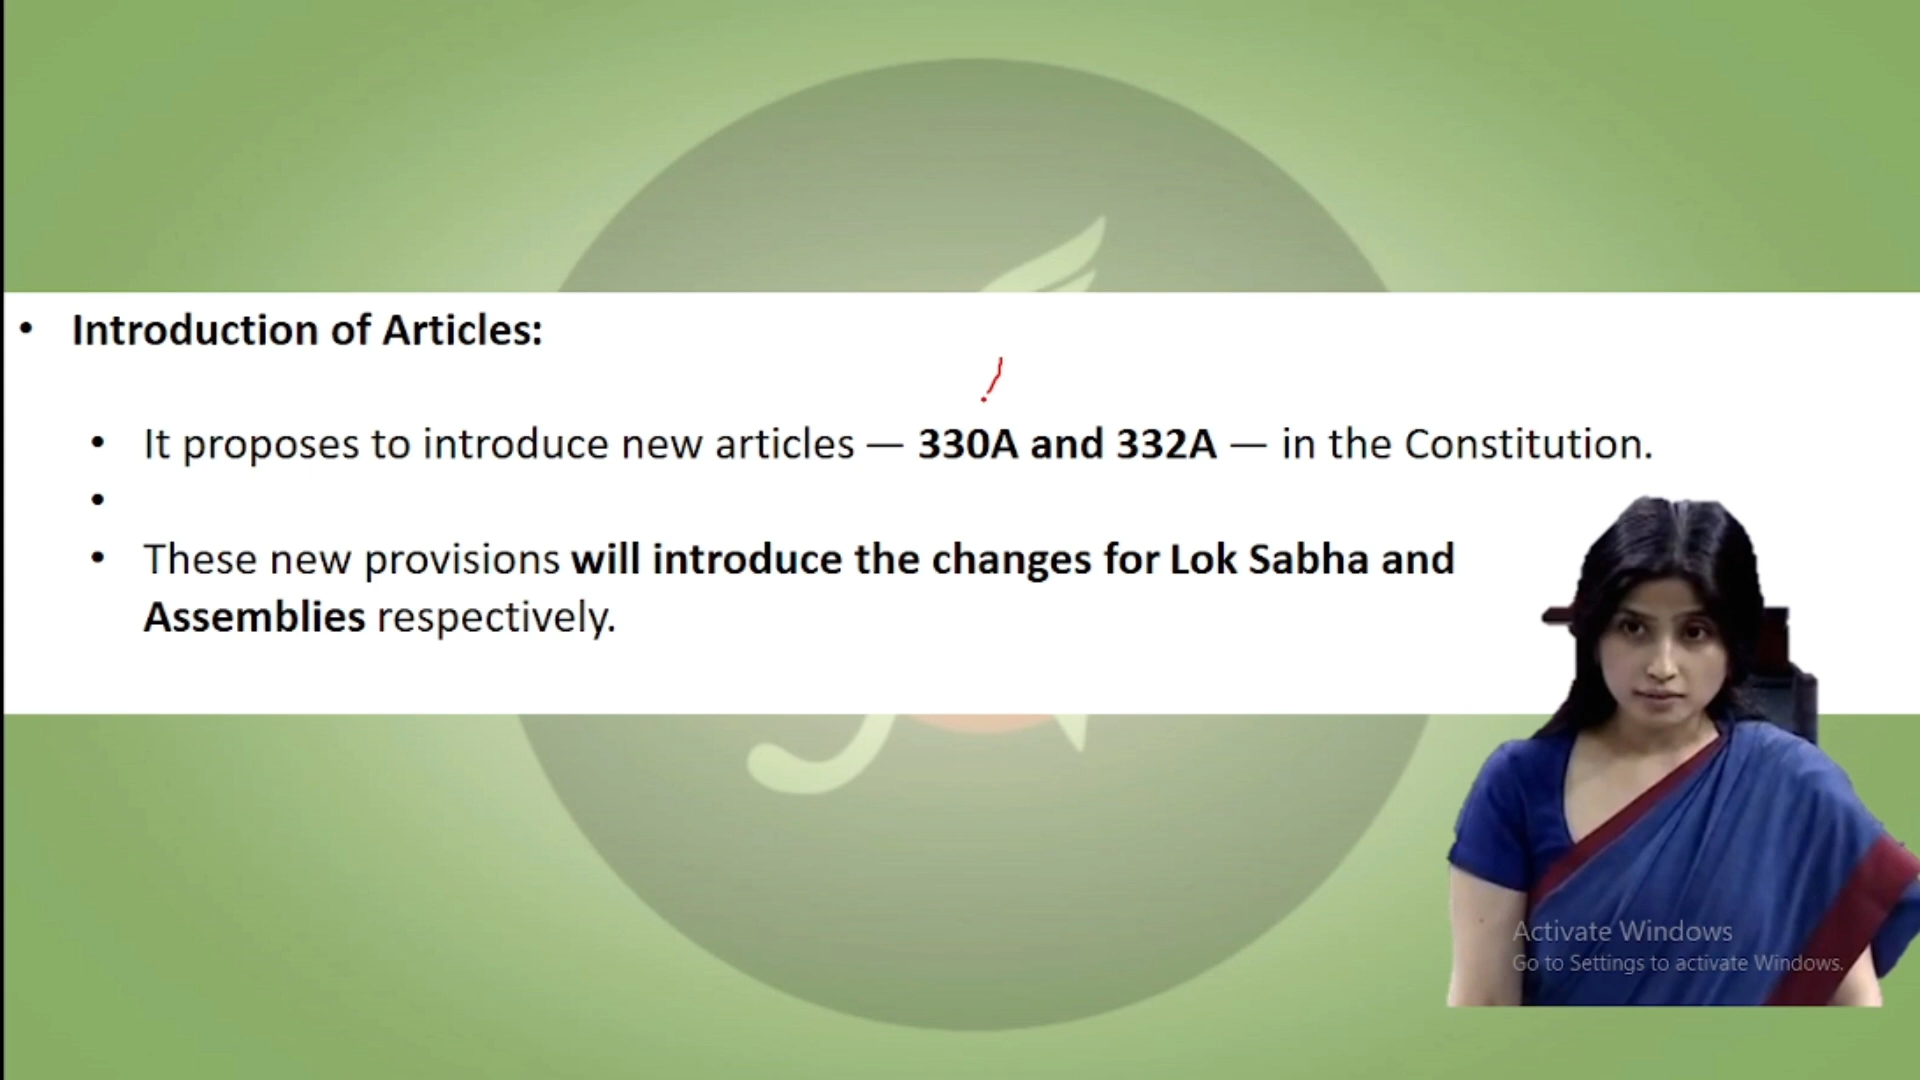 • Introduction of Articles:
• It proposes to introduce new articles — 330A and 332A — in the Constitution.
•
• These new provisions will introduce the changes for Lok Sabha and
Assemblies respectively.
Activate Windows
Go to Settings to activate Windows.